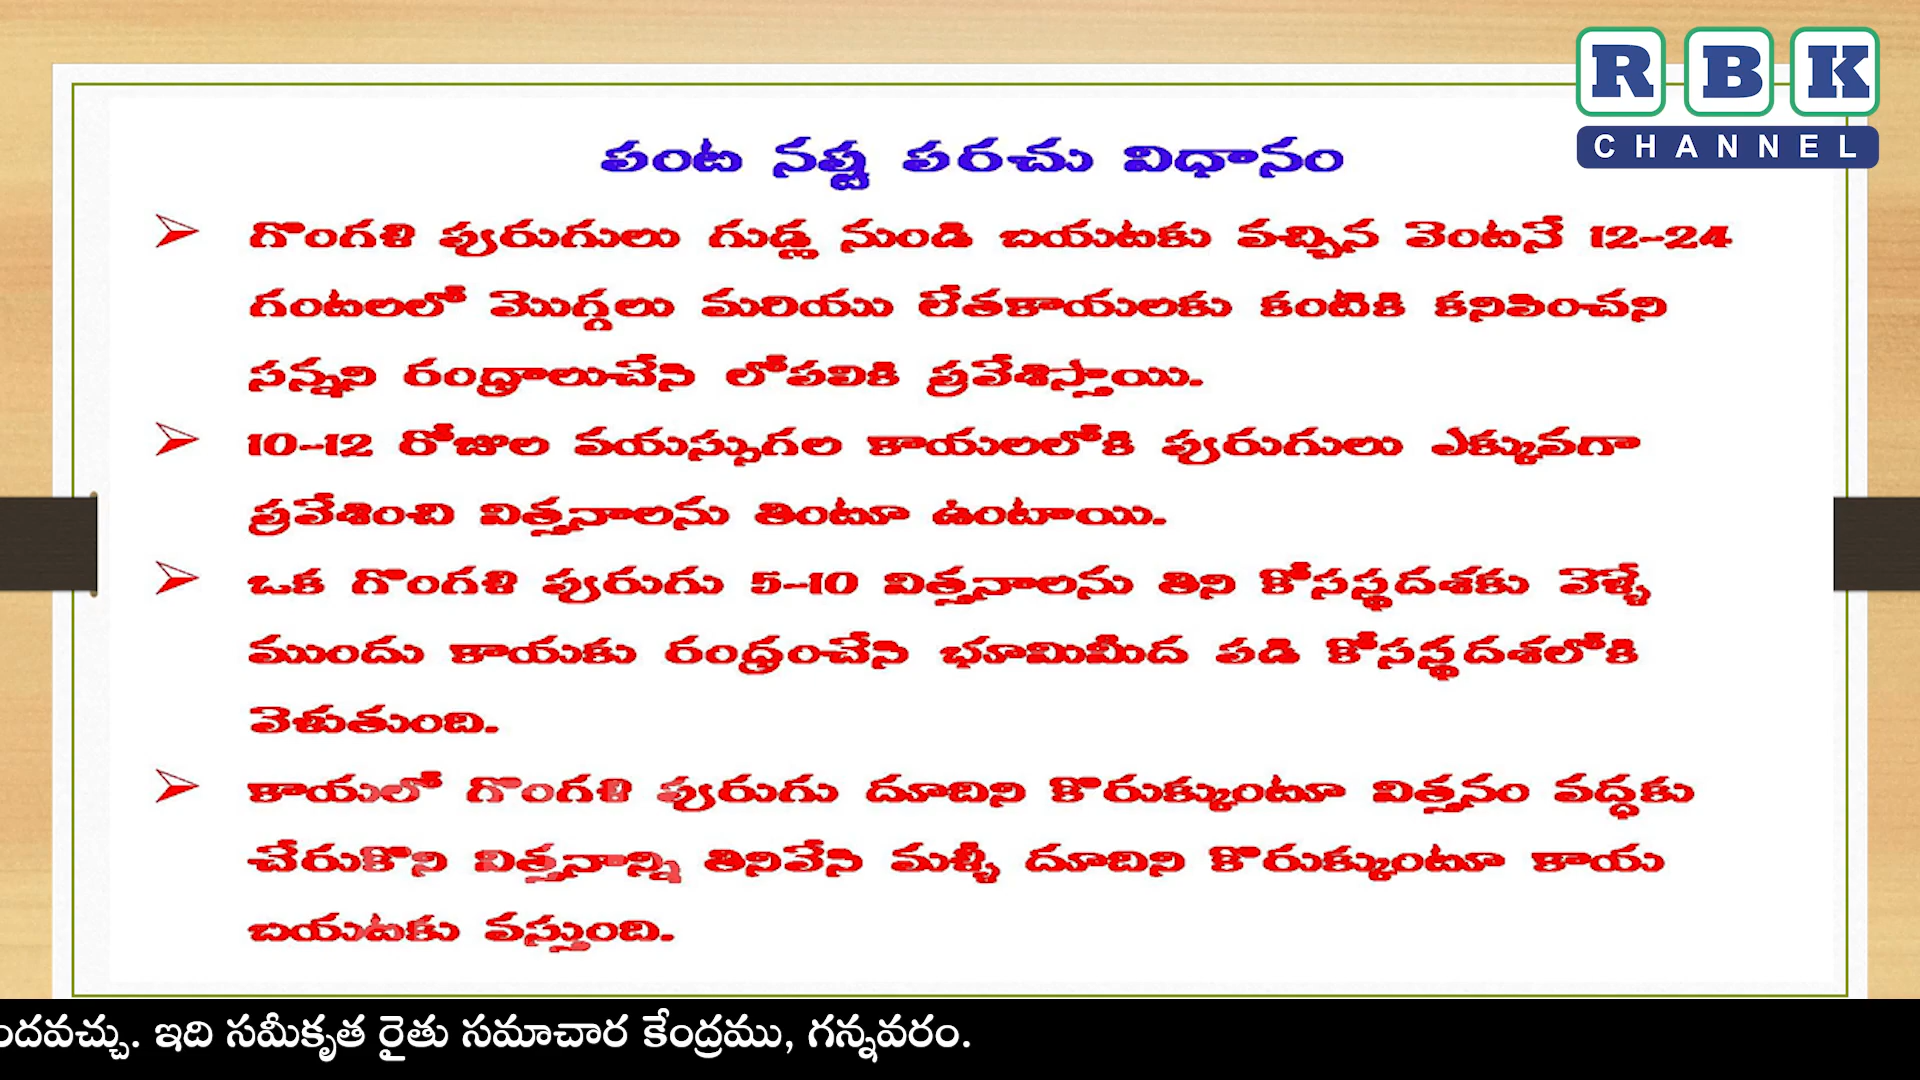 R B K
CHANNEL
పంట నష్ట పరచు విధానం
➢ గొంగళి పురుగులు గుడ్ల నుండి బయటకు వచ్చిన వెంటనే 12-24
గంటలలో మొగ్గలు మరియు లేతకాయలకు కంటికి కనిపించని
సన్నని రంధ్రాలుచేసి లోపలికి ప్రవేశిస్తాయి.
➢ 10-12 రోజుల వయస్సుగల కాయలలోకి పురుగులు ఎక్కువగా
ప్రవేశించి విత్తనాలను తింటూ ఉంటాయి.
➢ ఒక గొంగళి పురుగు 5-10 విత్తనాలను తిని కోసస్థదశకు వెళ్ళే
ముందు కాయకు రంధ్రంచేసి భూమిమీద పడి కోసస్థదశలోకి
వెళుతుంది.
➢ కాయలో గొంగళి పురుగు దూదిని కొరుక్కుంటూ విత్తనం వద్ధకు
చేరుకొని విత్తనాన్ని తినివేసి మళ్ళీ దూదిని కొరుక్కుంటూ కాయ
బయటకు వస్తుంది.
ందవచ్చు. ఇది సమీకృత రైతు సమాచార కేంద్రము, గన్నవరం.